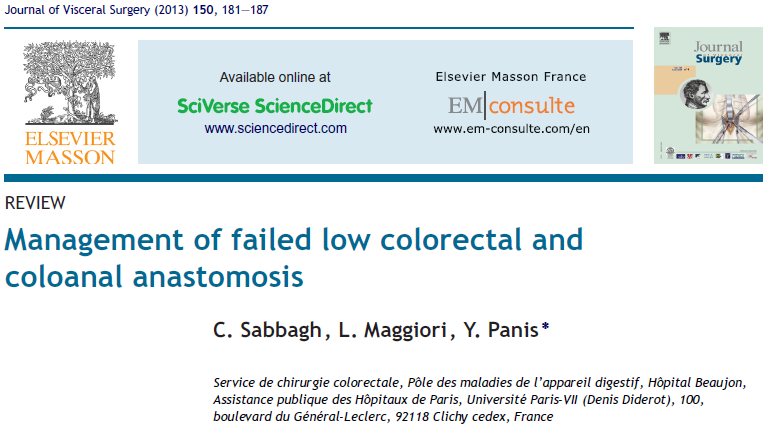 Journal of Visceral Surgery (2013) 150, 181—187
ELSEVIER
MASSON
Available online at
SciVerse ScienceDirect
www.sciencedirect.com
Elsevier Masson France
EM|consulte
www.em-consulte.com/en
Journal of
Surgery
REVIEW
Management of failed low colorectal and
coloanal anastomosis
C. Sabbagh, L. Maggiori, Y. Panis*
Service de chirurgie colorectale, Pôle des maladies de l’appareil digestif, Hôpital Beaujon,
Assistance publique des Hôpitaux de Paris, Université Paris-VII (Denis Diderot), 100,
boulevard du Général-Leclerc, 92118 Clichy cedex, France